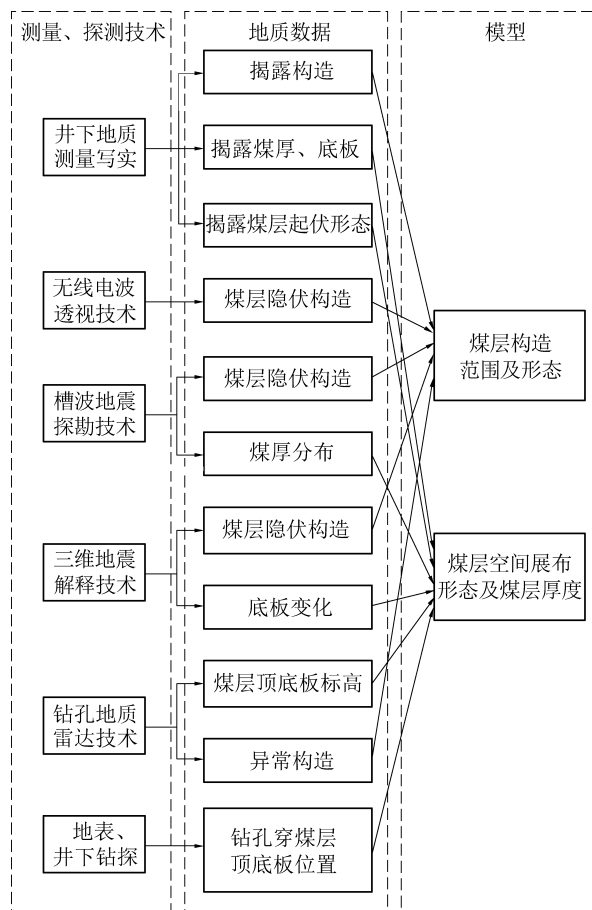 测量、探测技术
地质数据
模型
井下地质
测量写实
无线电波
透视技术
槽波地震
探勘技术
三维地震
解释技术
钻孔地质
雷达技术
地表、
井下钻探
揭露构造
揭露煤厚、底板
揭露煤层起伏形态
煤层隐伏构造
煤层隐伏构造
煤厚分布
煤层隐伏构造
底板变化
煤层顶底板标高
异常构造
钻孔穿煤层
顶底板位置
煤层构造
范围及形态
煤层空间展布
形态及煤层厚度